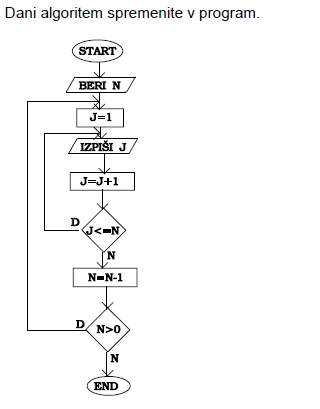 Dani algoritem spremenite v program.
START
BERI N
J=1
IZPIŠI J
J=J+1
D
J<=N
N
N=N-1
D
N>0
N
END